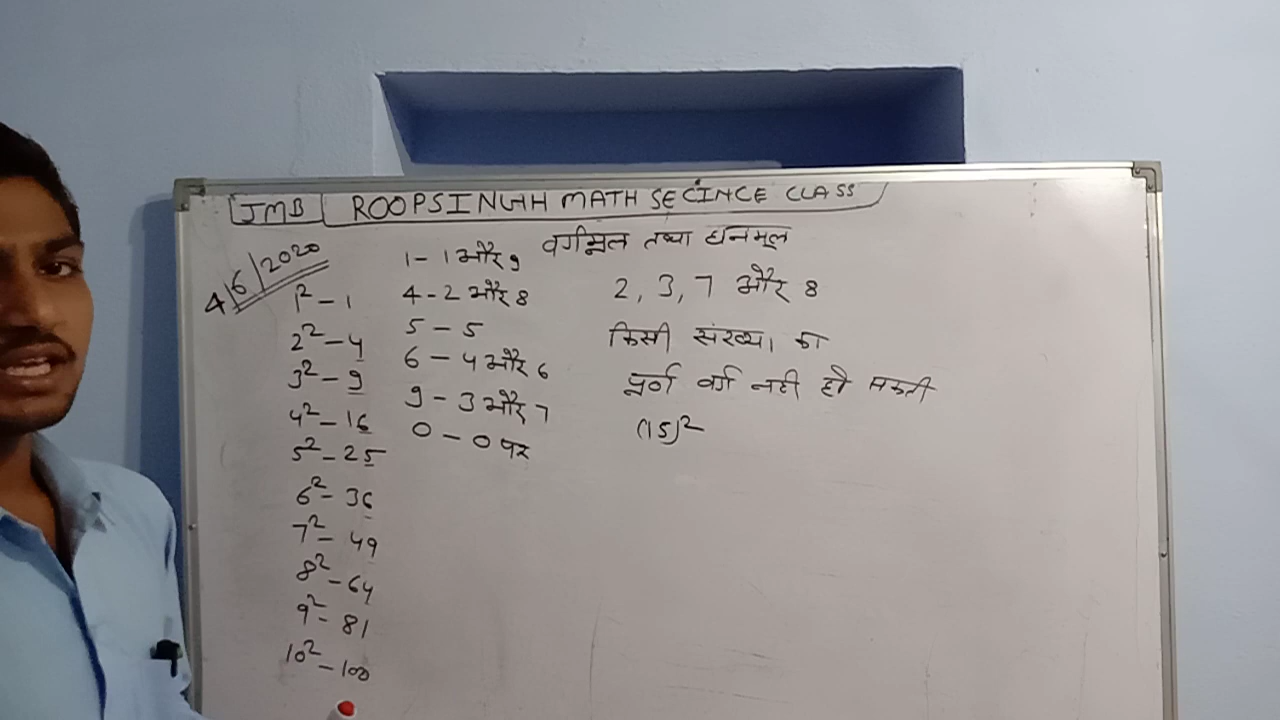 JMB ROOPSINGH MATH SECINCE CLASS
4/6/2020
वर्गमूल तथा घनमूल
1² - 1
2² - 4
3² - 9
4² - 16
5² - 25
6² - 36
7² - 49
8² - 64
9² - 81
10² - 100
1 - 1 और 9
4 - 2 और 8
5 - 5
6 - 4 और 6
9 - 3 और 7
0 - 0 पर
2, 3, 7 और 8
किसी संख्या का
पूर्ण वर्ग नही हो सकती
(15)²